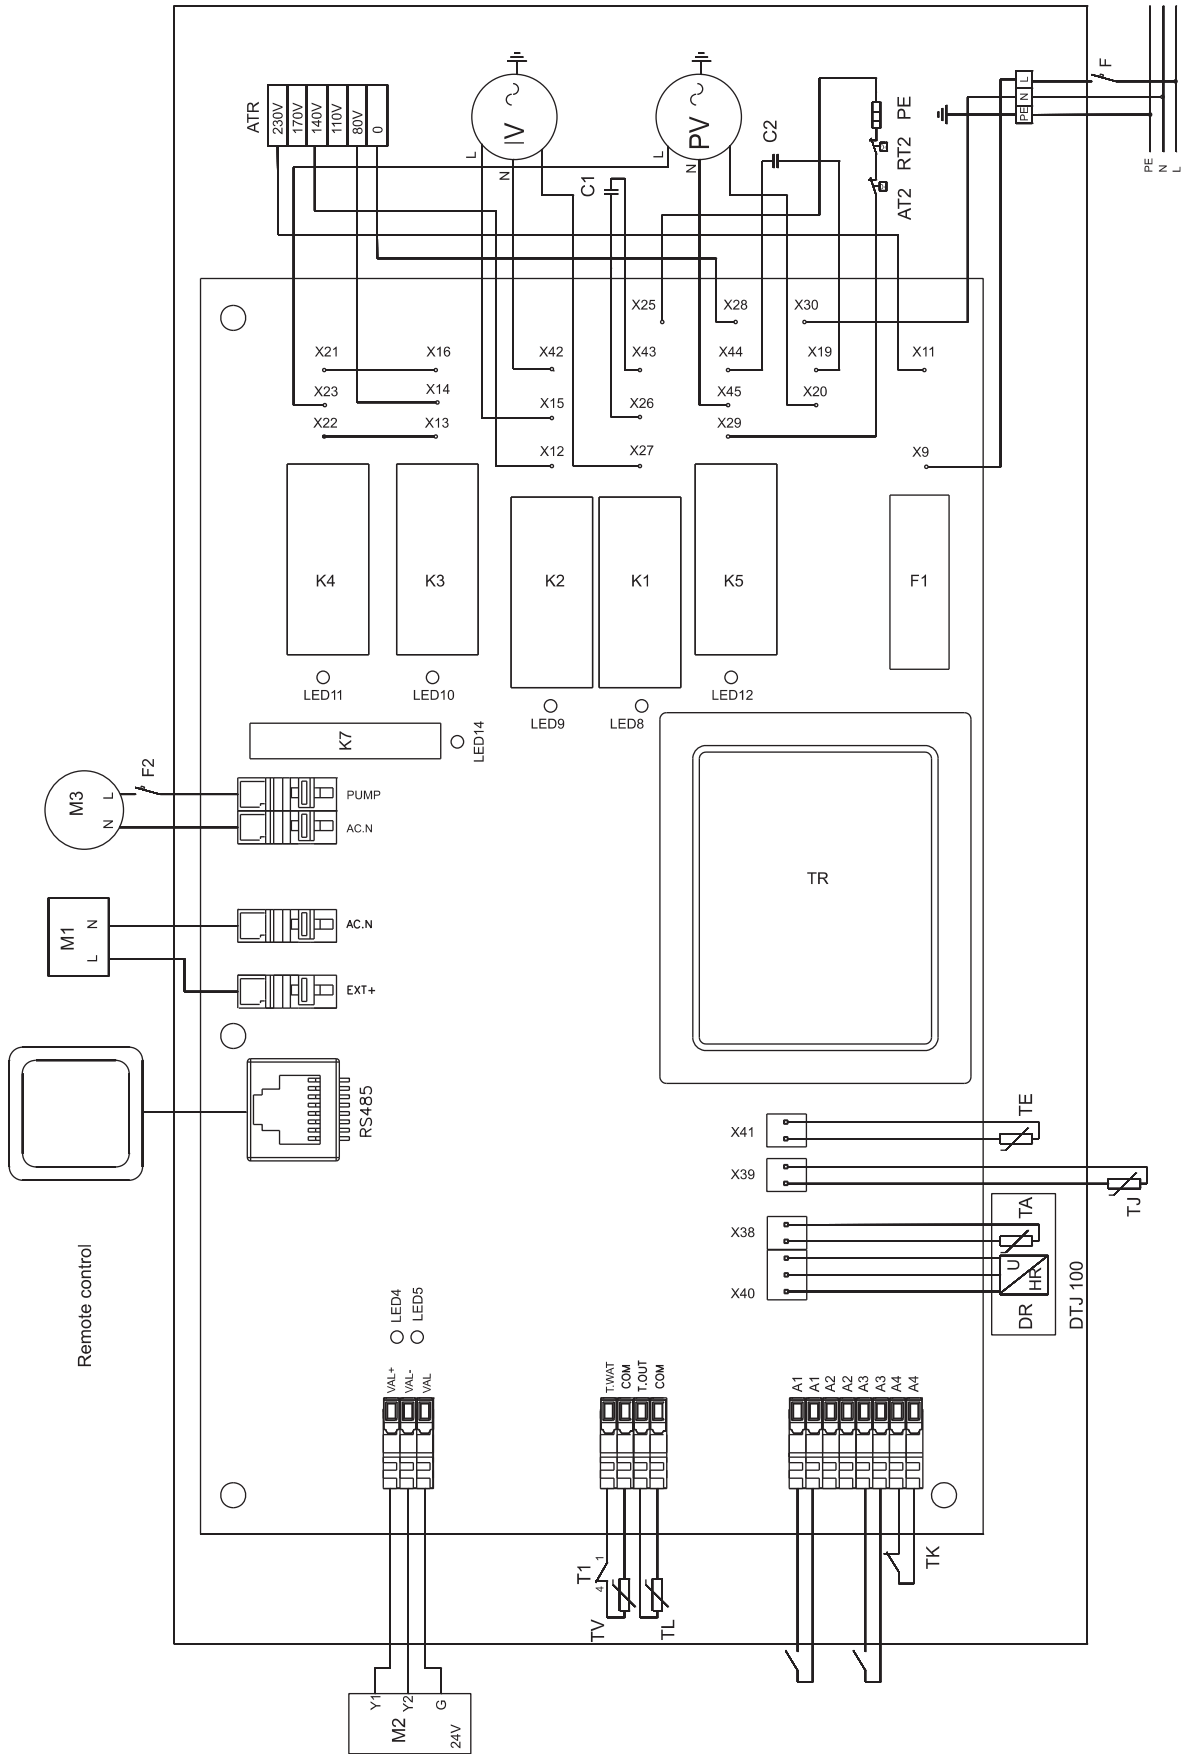 ATR
230V
170V
140V
110V
80V
0
IV
L
N
PV
L
N
C1
C2
PE
RT2
AT2
F
L
N
PE
PE
N
L
X25
X28
X30
X21
X16
X42
X43
X44
X19
X11
X23
X14
X15
X26
X45
X20
X22
X13
X12
X27
X29
X9
K4
K3
K2
K1
K5
F1
LED11
LED10
LED9
LED8
LED12
K7
LED14
M3
L
N
F2
PUMP
AC.N
M1
N
L
AC.N
EXT+
TR
RS485
Remote control
X41
TE
X39
TJ
X38
TA
X40
U
HR
DR
DTJ 100
LED4
LED5
VAL+
VAL-
VAL
T.WAT
COM
T.OUT
COM
A1
A1
A2
A2
A3
A3
A4
A4
T1
1
4
TV
TL
TK
M2
Y1
Y2
G
24V